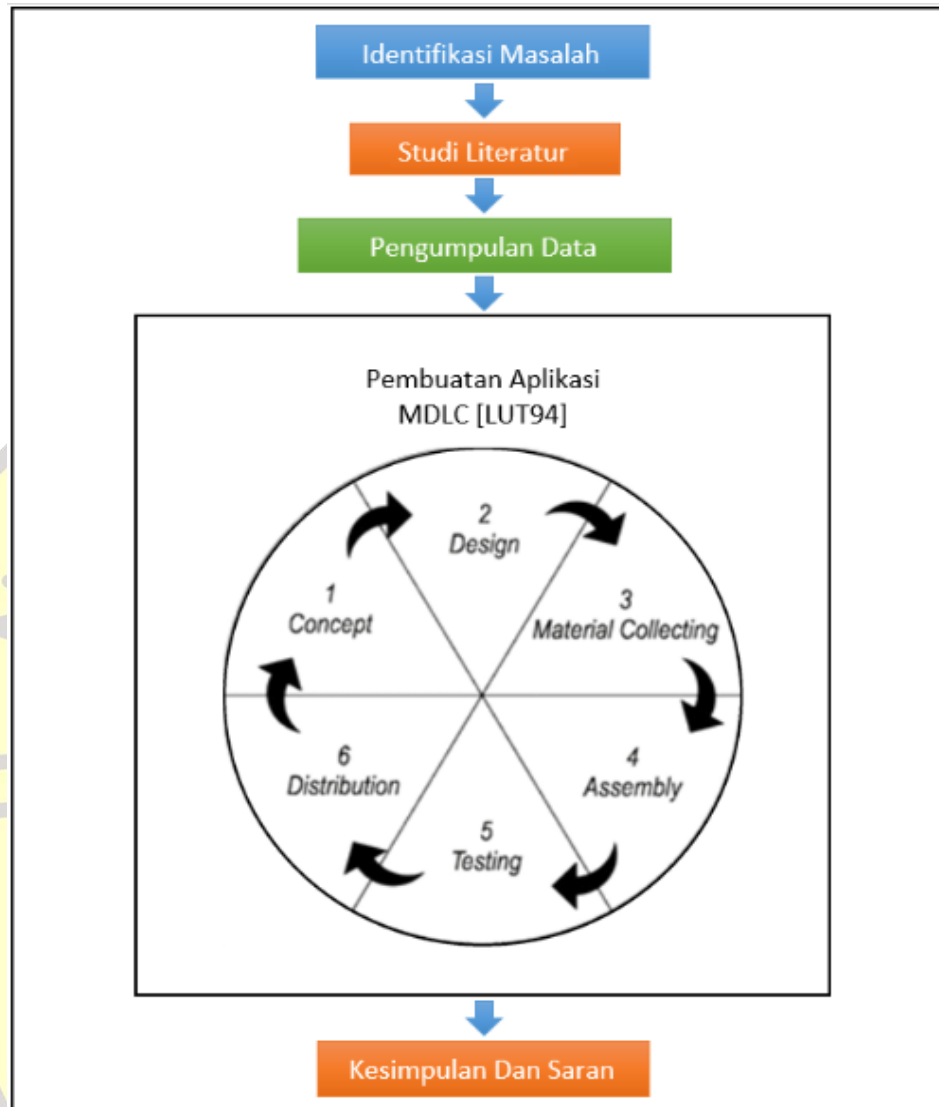 Identifikasi Masalah
Studi Literatur
Pengumpulan Data
Pembuatan Aplikasi
MDLC [LUT94]
1
Concept
2
Design
3
Material Collecting
4
Assembly
5
Testing
6
Distribution
Kesimpulan Dan Saran